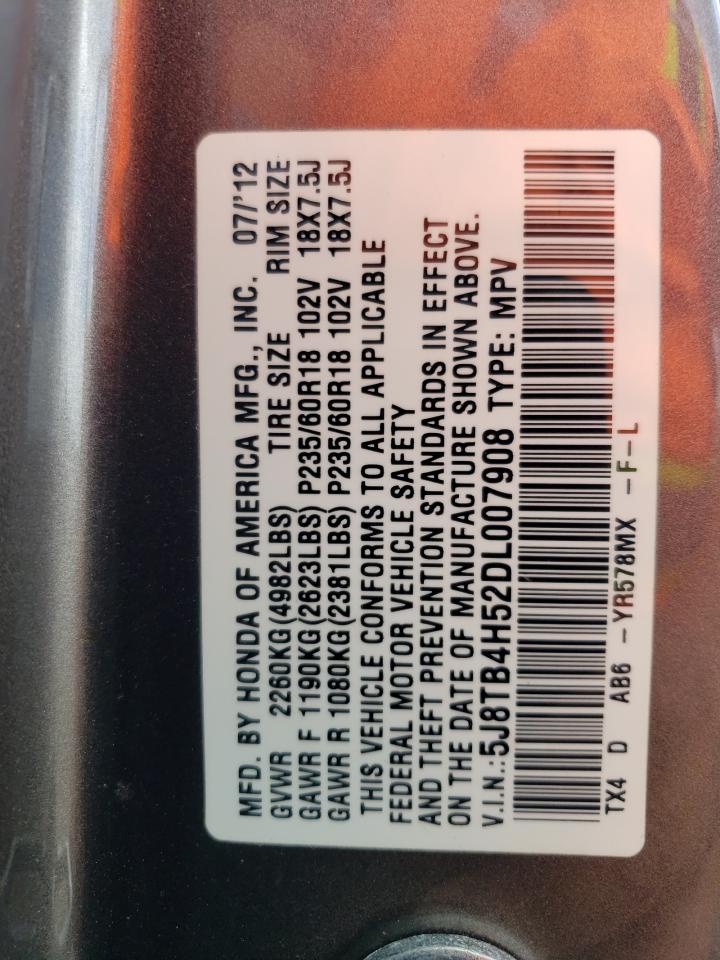 MFD. BY HONDA OF AMERICA MFG., INC. 07/'12
GVWR 2260KG(4982LBS) TIRE SIZE RIM SIZE
GAWR F 1190KG(2623LBS) P235/60R18 102V 18X7.5J
GAWR R 1080KG(2381LBS) P235/60R18 102V 18X7.5J
THIS VEHICLE CONFORMS TO ALL APPLICABLE
FEDERAL MOTOR VEHICLE SAFETY
AND THEFT PREVENTION STANDARDS IN EFFECT
ON THE DATE OF MANUFACTURE SHOWN ABOVE.
V.I.N.:5J8TB4H52DL007908 TYPE: MPV
TX4 D AB6 -YR578MX -F-L